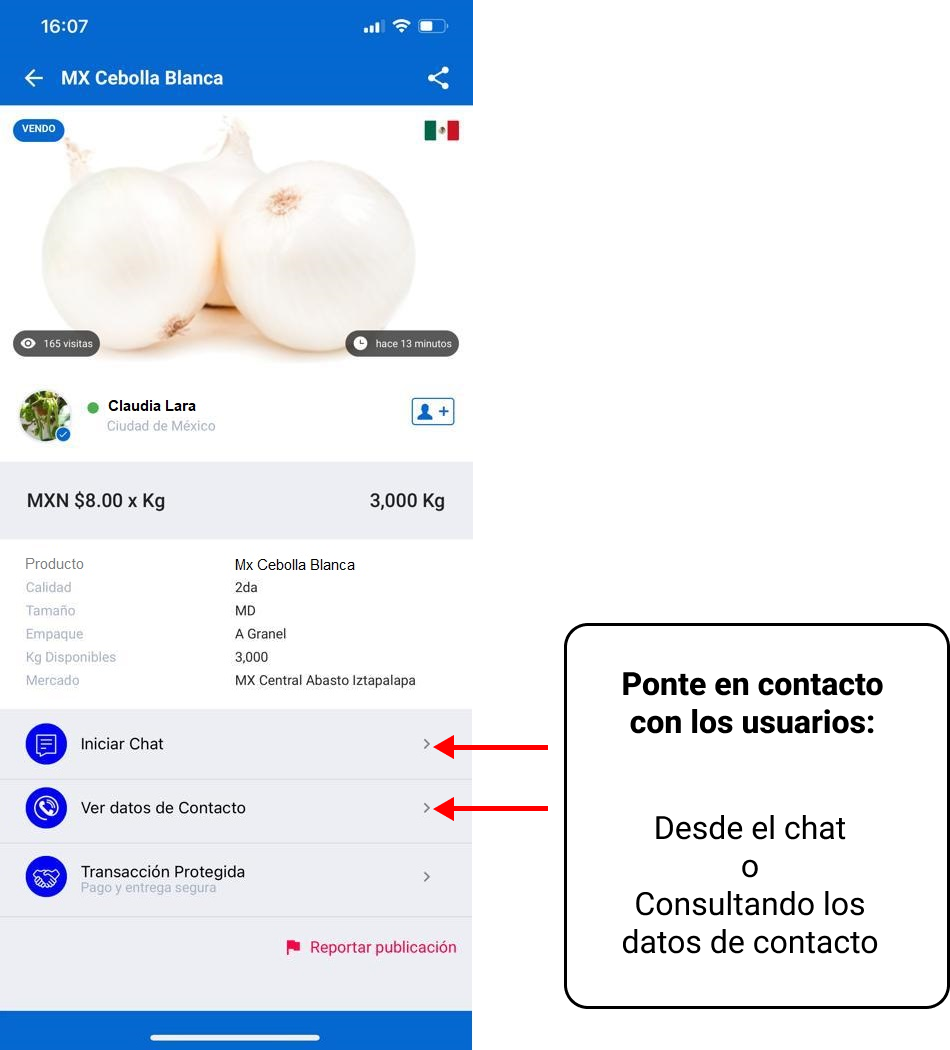 16:07
MX Cebolla Blanca
VENDO
165 visitas
hace 13 minutos
Claudia Lara
Ciudad de México
MXN $8.00 x Kg 3,000 Kg
Producto Mx Cebolla Blanca
Calidad 2da
Tamaño MD
Empaque A Granel
Kg Disponibles 3,000
Mercado MX Central Abasto Iztapalapa
Iniciar Chat
Ver datos de Contacto
Transacción Protegida
Pago y entrega segura
Reportar publicación
Ponte en contacto
con los usuarios:
Desde el chat
o
Consultando los
datos de contacto